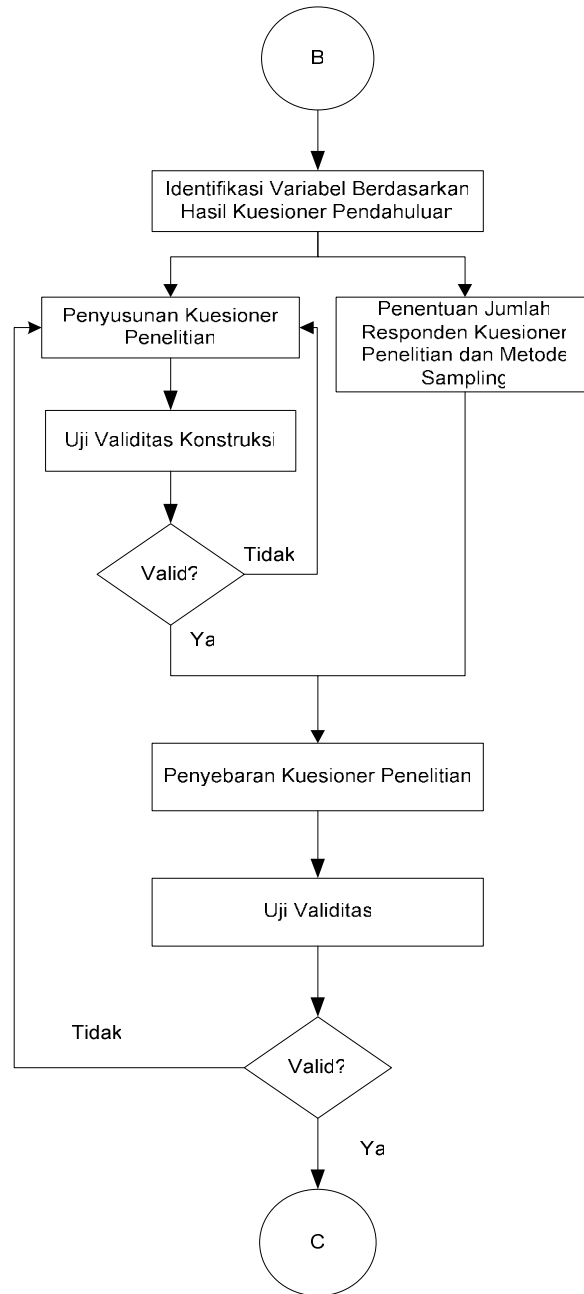 B
Identifikasi Variabel Berdasarkan
Hasil Kuesioner Pendahuluan
Penyusunan Kuesioner
Penelitian
Penentuan Jumlah
Responden Kuesioner
Penelitian dan Metode
Sampling
Uji Validitas Konstruksi
Valid?
Tidak
Ya
Penyebaran Kuesioner Penelitian
Uji Validitas
Tidak
Valid?
Ya
C